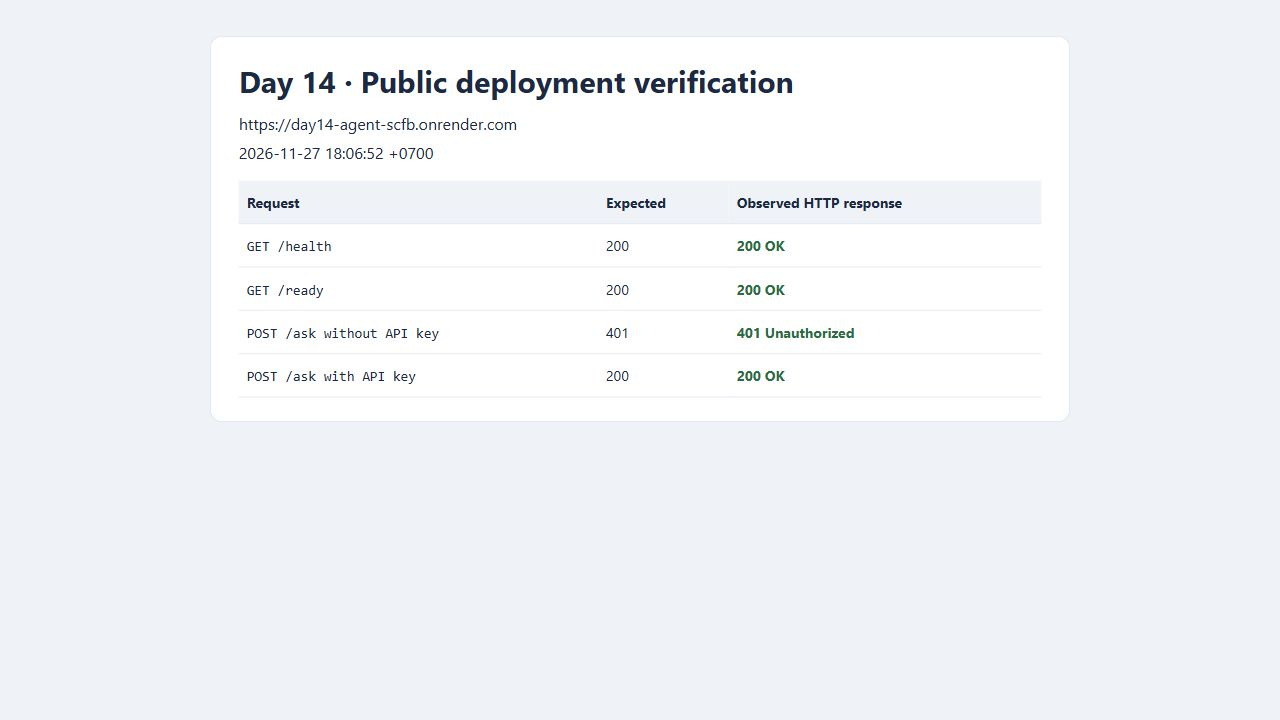 Day 14 · Public deployment verification
https://day14-agent-scfb.onrender.com
2026-11-27 18:06:52 +0700
Request Expected Observed HTTP response
GET /health 200 200 OK
GET /ready 200 200 OK
POST /ask without API key 401 401 Unauthorized
POST /ask with API key 200 200 OK